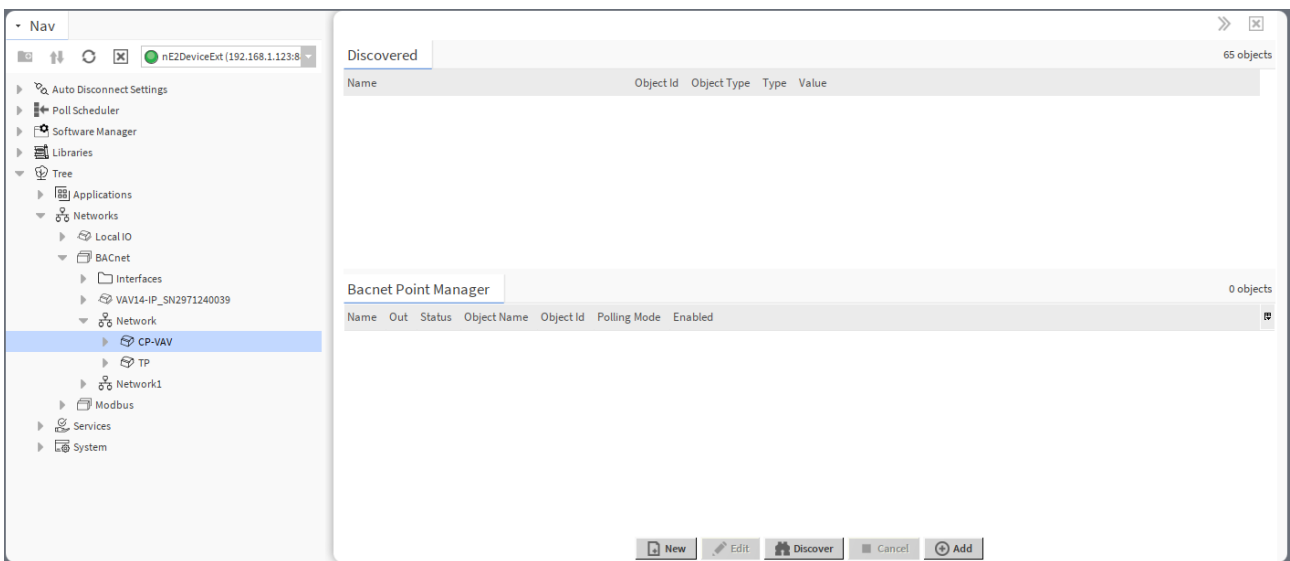 Nav
nE2DeviceExt (192.168.1.123:8
Auto Disconnect Settings
Poll Scheduler
Software Manager
Libraries
Tree
Applications
Networks
Local IO
BACnet
Interfaces
VAV14-IP_SN2971240039
Network
CP-VAV
TP
Network1
Modbus
Services
System
Discovered 65 objects
Name Object Id Object Type Type Value
Bacnet Point Manager 0 objects
Name Out Status Object Name Object Id Polling Mode Enabled
New Edit Discover Cancel Add